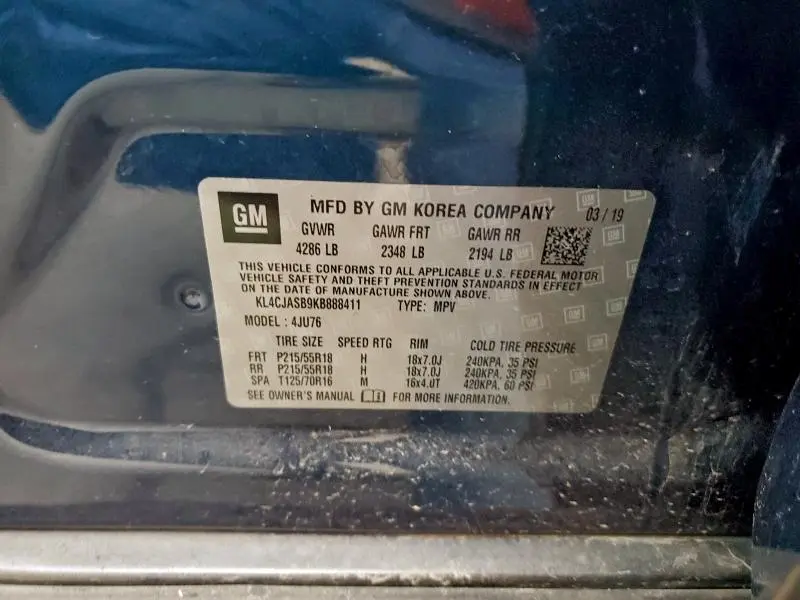 GM MFD BY GM KOREA COMPANY 03 / 19
GVWR GAWR FRT GAWR RR
4286 LB 2348 LB 2194 LB
THIS VEHICLE CONFORMS TO ALL APPLICABLE U.S. FEDERAL MOTOR
VEHICLE SAFETY AND THEFT PREVENTION STANDARDS IN EFFECT
ON THE DATE OF MANUFACTURE SHOWN ABOVE.
KL4CJASB9KB888411 TYPE: MPV
MODEL : 4JU76
TIRE SIZE SPEED RTG RIM COLD TIRE PRESSURE
FRT P215/55R18 H 18x7.0J 240KPA, 35 PSI
RR P215/55R18 H 18x7.0J 240KPA, 35 PSI
SPA T125/70R16 M 16x4.0T 420KPA, 60 PSI
SEE OWNER'S MANUAL FOR MORE INFORMATION.